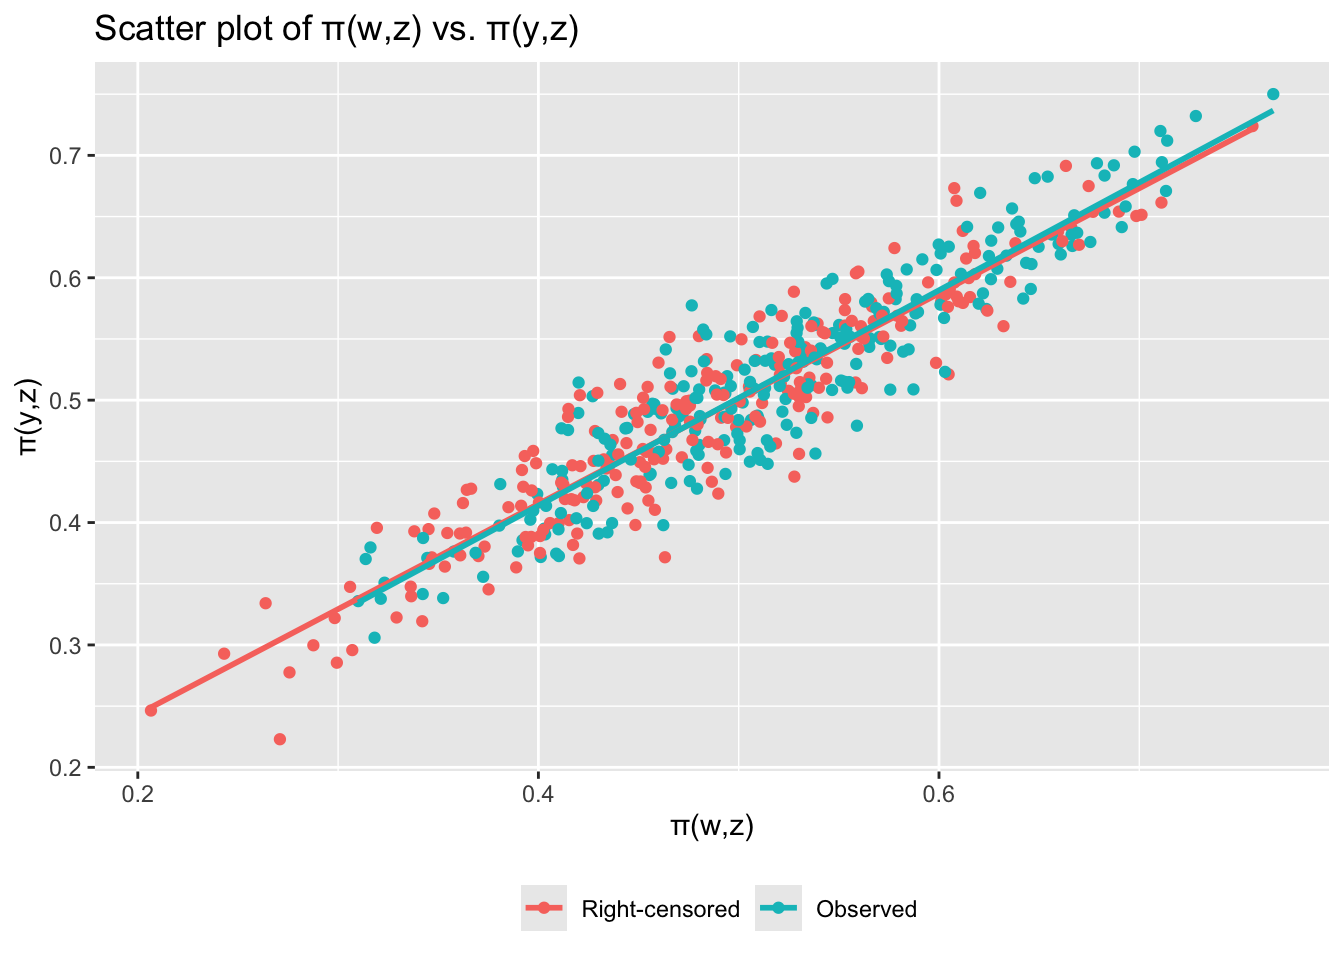 Scatter plot of π(w,z) vs. π(y,z)
π(y,z)
0.7
0.6
0.5
0.4
0.3
0.2
0.2 0.4 0.6
π(w,z)
Right-censored Observed